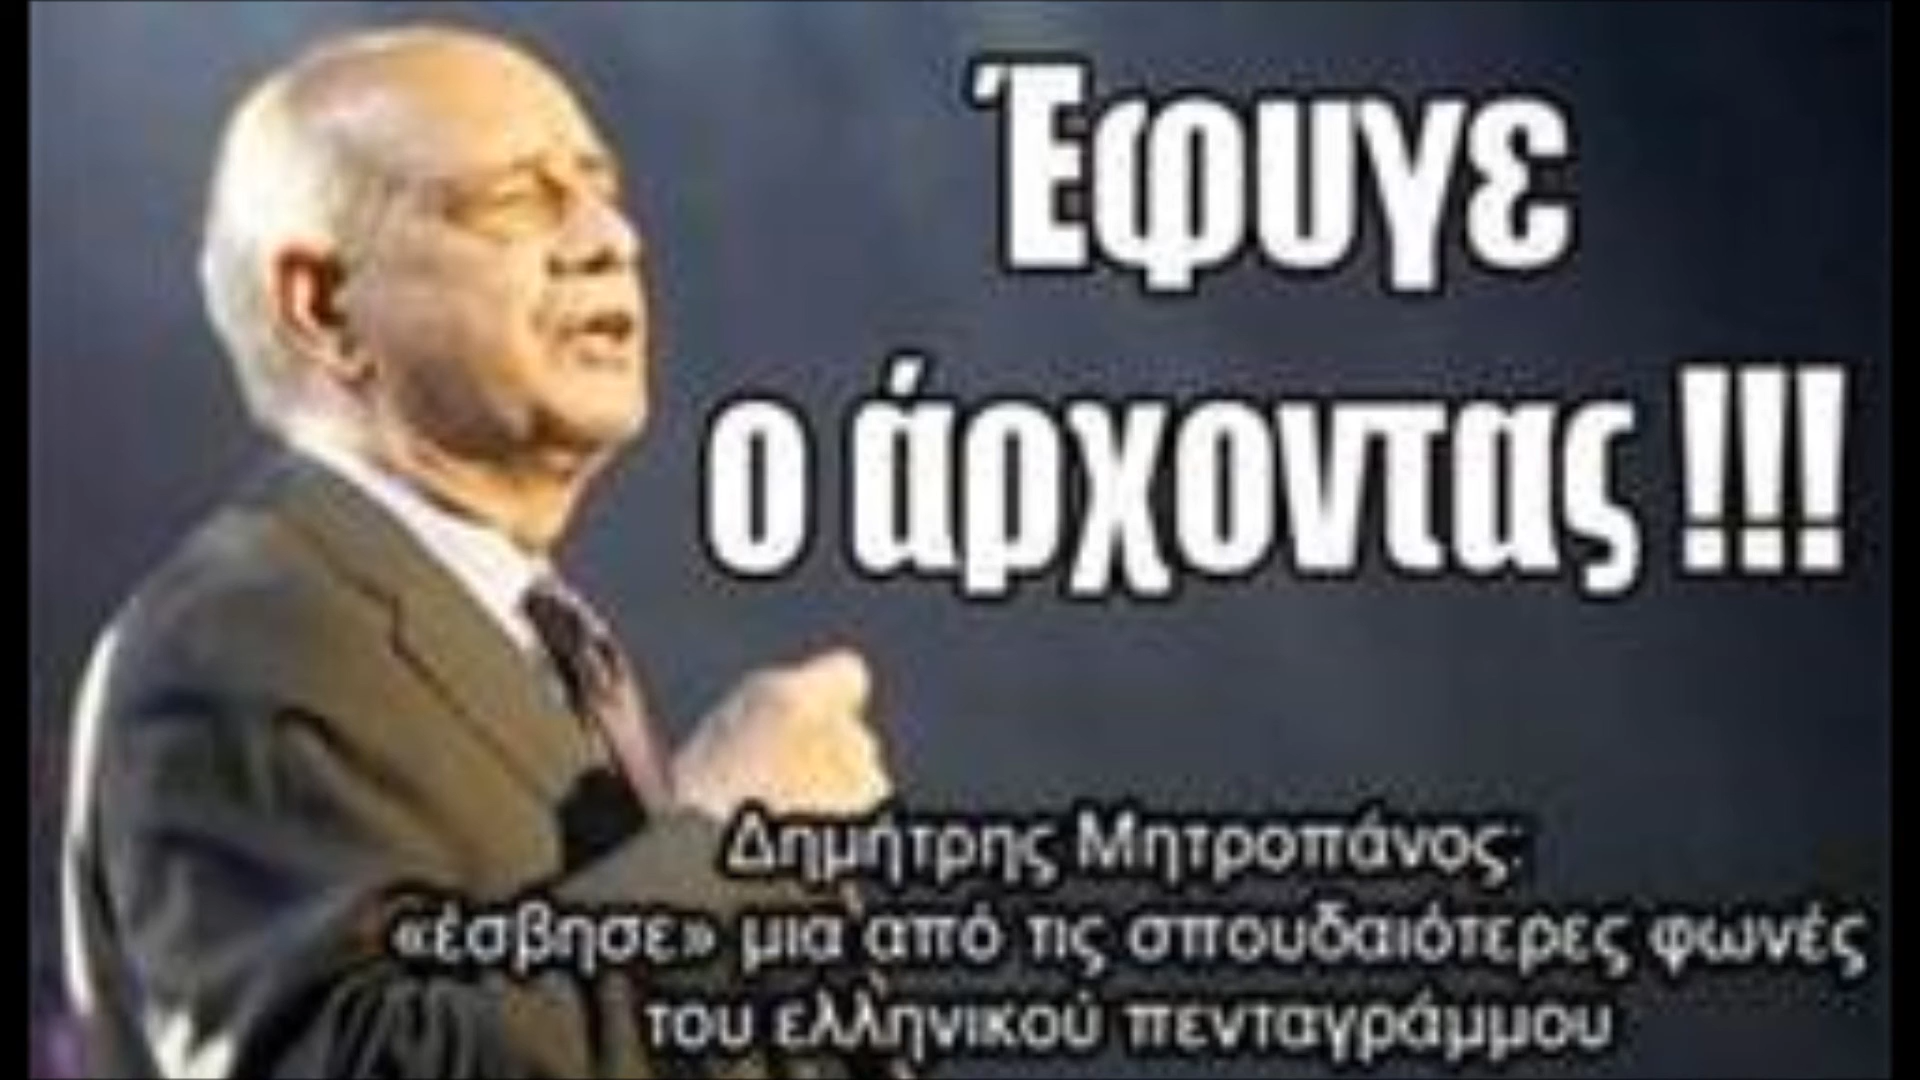 Έφυγε
ο άρχοντας !!!
Δημήτρης Μητροπάνος:
«έσβησε» μια από τις σπουδαιότερες φωνές
του ελληνικού πενταγράμμου